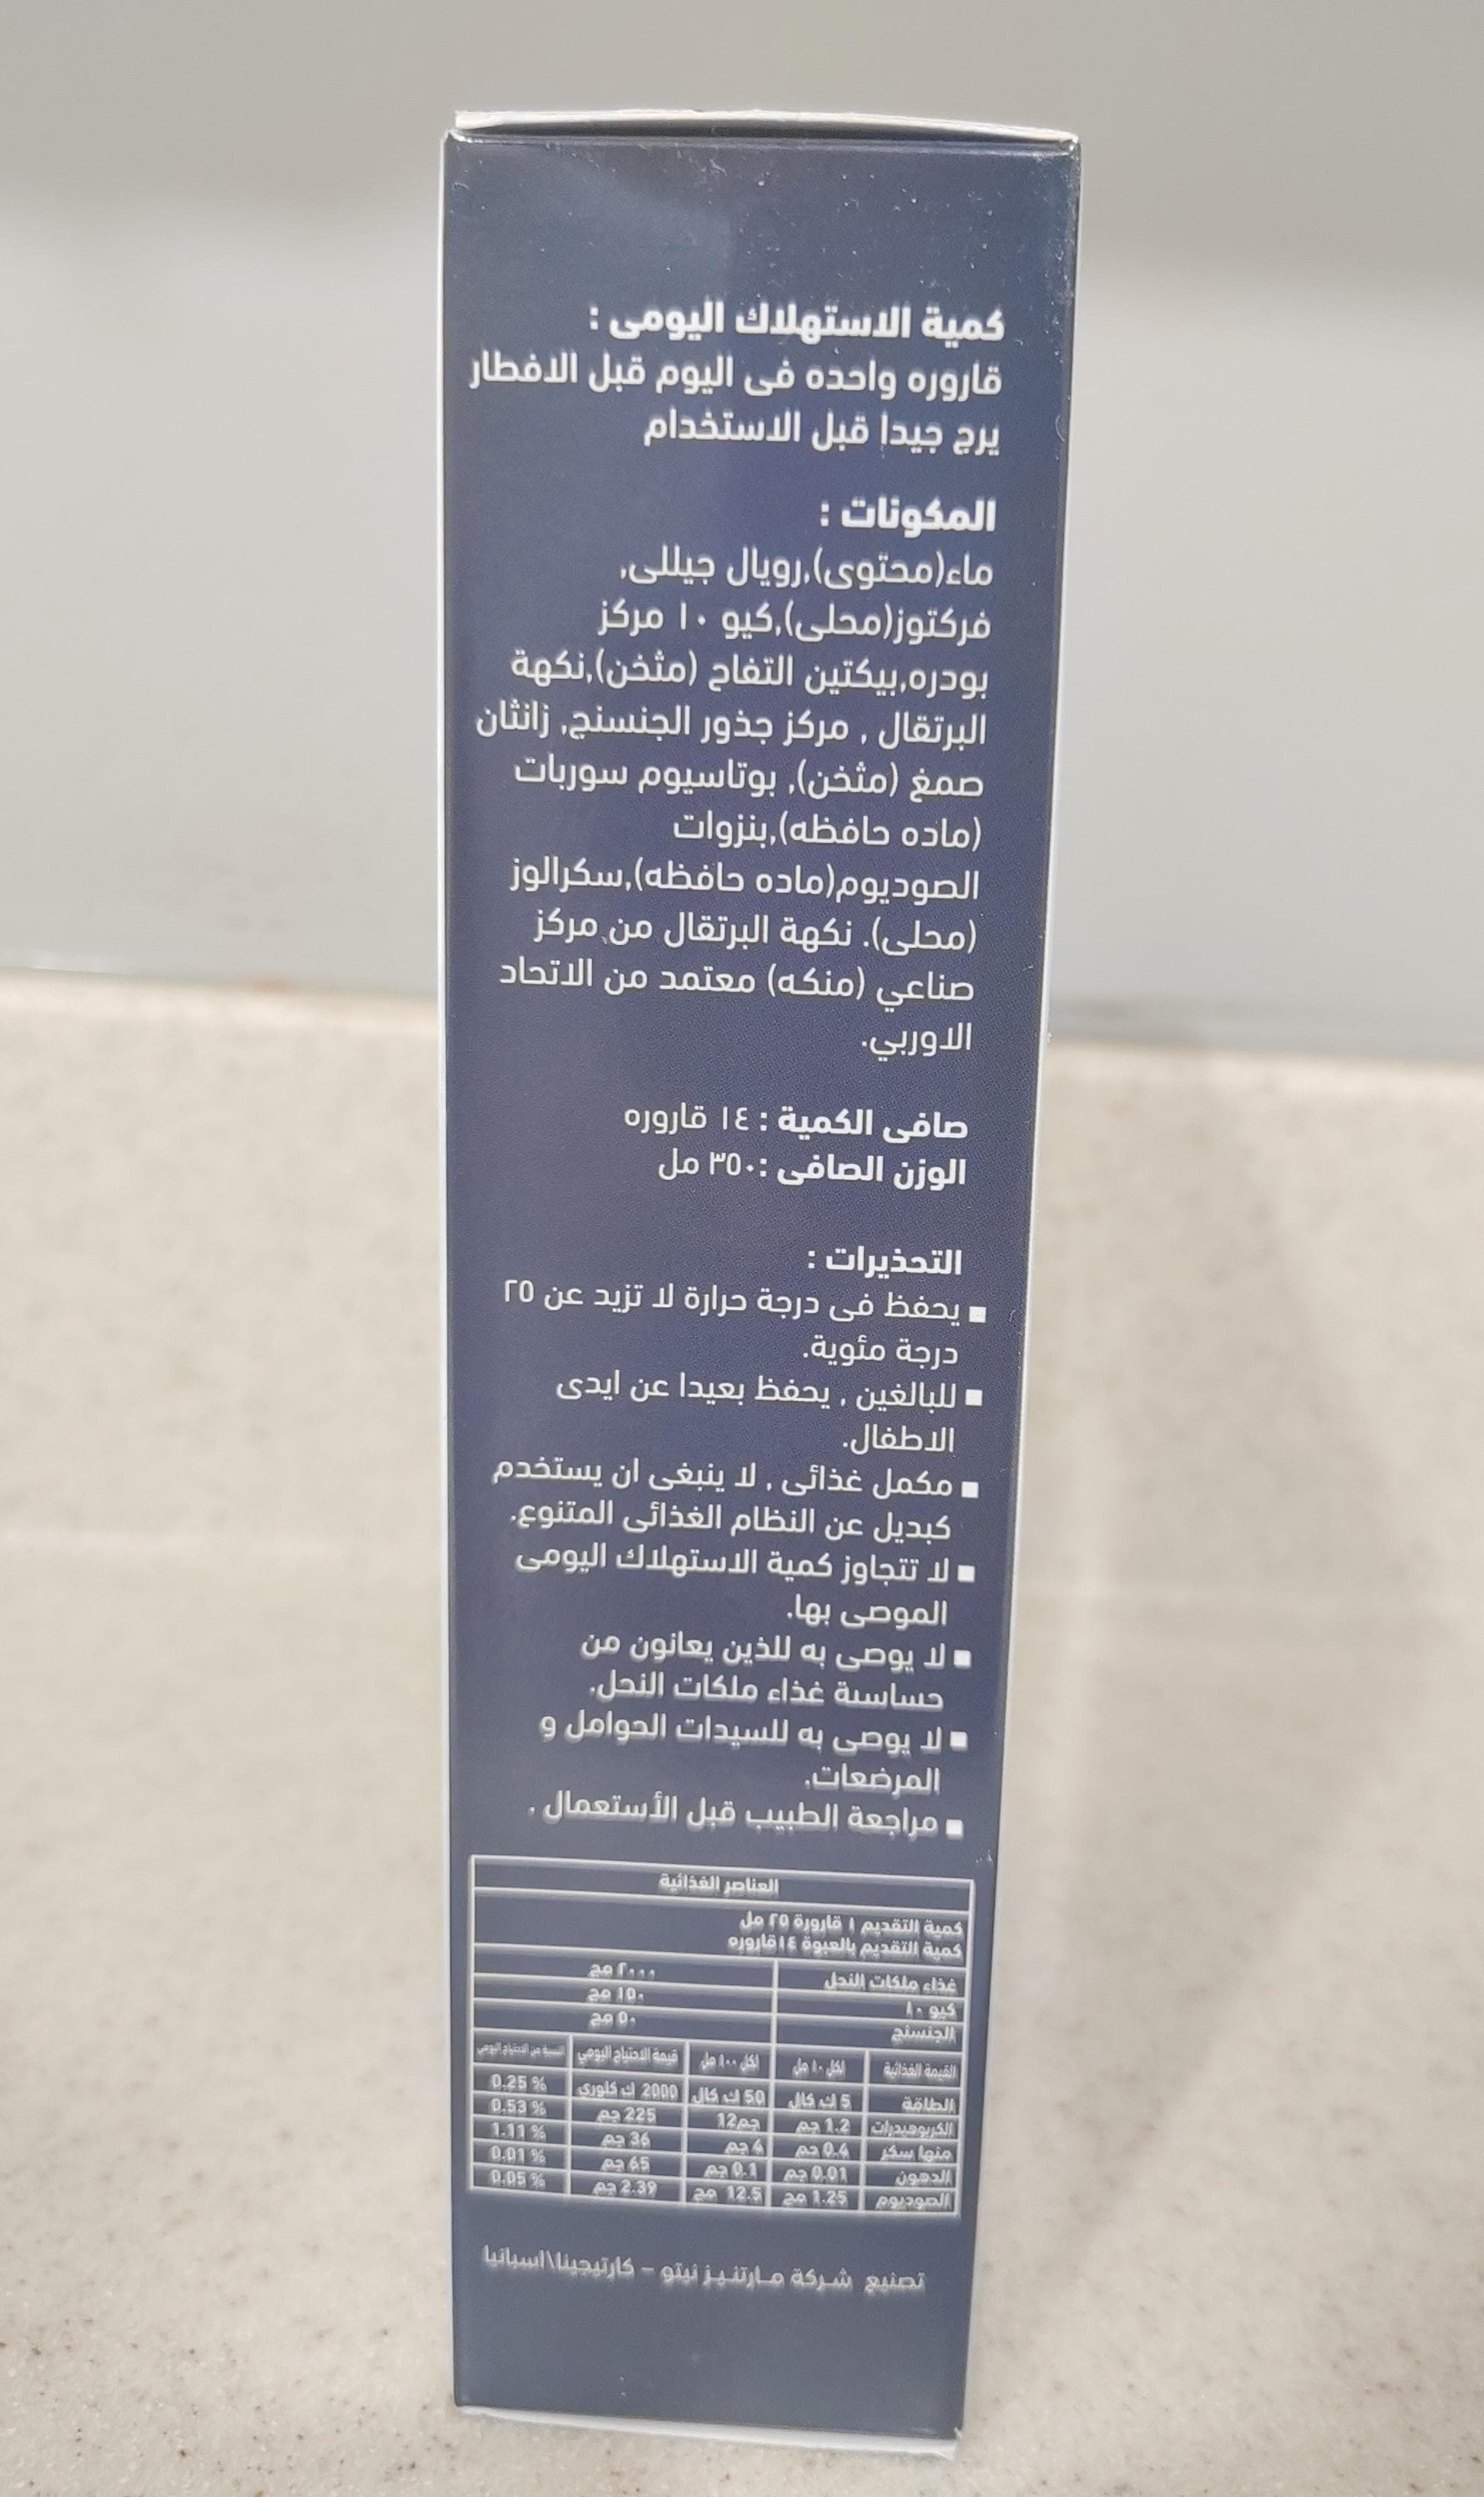 كمية الاستهلاك اليومى :
قاروره واحده فى اليوم قبل الافطار
يرج جيدا قبل الاستخدام
المكونات :
ماء(محتوى),رويال جيللى,
فركتوز(محلى),كيو ١٠ مركز
بودره,بيكتين التفاح (مثخن),نكهة
البرتقال , مركز جذور الجنسنج, زانثان
صمغ (مثخن), بوتاسيوم سوربات
(ماده حافظه),بنزوات
الصوديوم(ماده حافظه),سكرالوز
(محلى). نكهة البرتقال من مركز
صناعي (منكه) معتمد من الاتحاد
الاوربي.
صافى الكمية : ١٤ قاروره
الوزن الصافى :٣٥٠ مل
التحذيرات :
▪ يحفظ فى درجة حرارة لا تزيد عن ٢٥
درجة مئوية.
▪ للبالغين , يحفظ بعيدا عن ايدى
الاطفال.
▪ مكمل غذائى , لا ينبغى ان يستخدم
كبديل عن النظام الغذائى المتنوع.
▪ لا تتجاوز كمية الاستهلاك اليومى
الموصى بها.
▪ لا يوصى به للذين يعانون من
حساسىة غذاء ملكات النحل.
▪ لا يوصى به للسيدات الحوامل و
المرضعات.
▪ مراجعة الطبيب قبل الأستعمال .
العناصر الغذائية
كمية التقديم ١ قارورة ٢٥ مل
كمية التقديم بالعبوة ١٤قاروره
غذاء ملكات النحل ٢٠٠٠ مج
كيو ١٠ ١٥٠ مج
الجنسنج ٥٠ مج
القيمة الغذائية لكل ١٠ مل لكل ١٠٠ مل قيمة الاحتياج اليومي النسبة من الاحتياج اليومي
الطاقة 5 ك كال 50 ك كال 2000 ك كلوري 0.25 %
الكربوهيدرات 1.2 جم 12جم 225 جم 0.53 %
منها سكر 0.4 جم 4 جم 36 جم 1.11 %
الدهون 0.01 جم 0.1 جم 65 جم 0.01 %
الصوديوم 1.25 مج 12.5 مج 2.39 جم 0.05 %
تصنيع شركة مارتنيز نيتو – كارتيجينا\اسبانيا